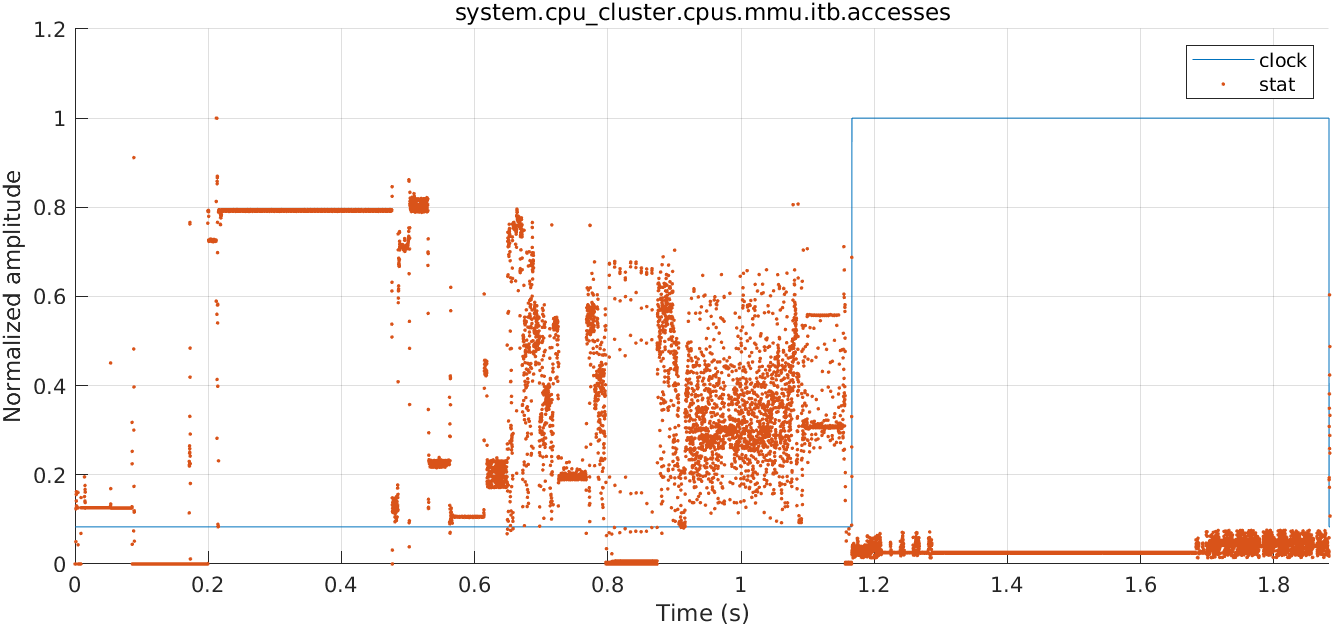 system.cpu_cluster.cpus.mmu.itb.accesses
1.2
clock
stat
1
0.8
0.6
0.4
0.2
0
Normalized amplitude
0 0.2 0.4 0.6 0.8 1 1.2 1.4 1.6 1.8
Time (s)